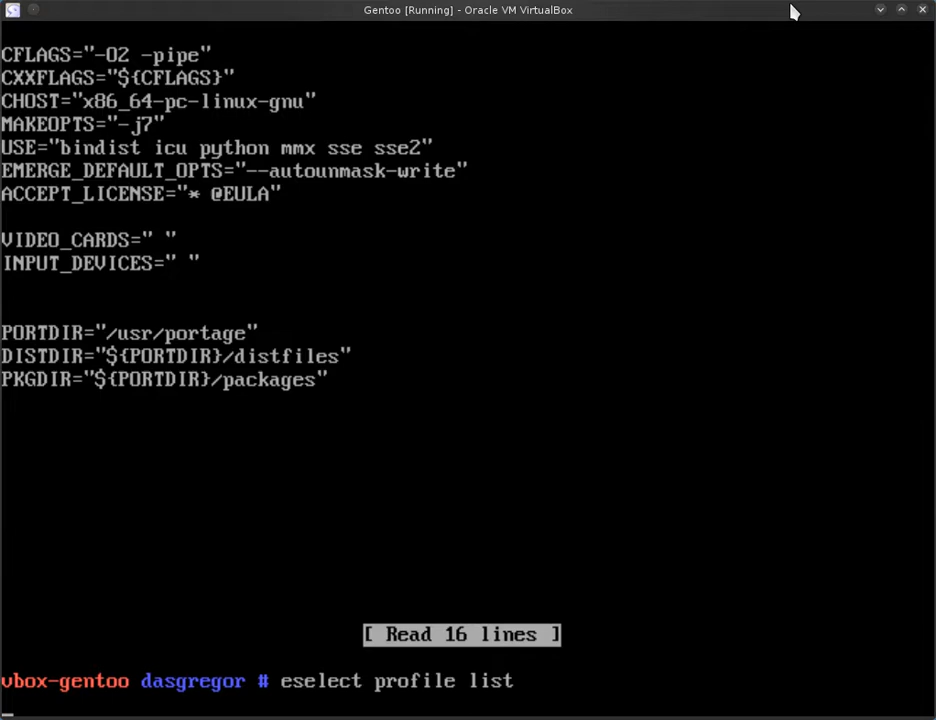 Gentoo [Running] - Oracle VM VirtualBox
CFLAGS="-O2 -pipe"
CXXFLAGS="${CFLAGS}"
CHOST="x86_64-pc-linux-gnu"
MAKEOPTS="-j7"
USE="bindist icu python mmx sse sse2"
EMERGE_DEFAULT_OPTS="--autounmask-write"
ACCEPT_LICENSE="* @EULA"
VIDEO_CARDS=" "
INPUT_DEVICES=" "
PORTDIR="/usr/portage"
DISTDIR="${PORTDIR}/distfiles"
PKGDIR="${PORTDIR}/packages"
[ Read 16 lines ]
vbox-gentoo dasgregor # eselect profile list